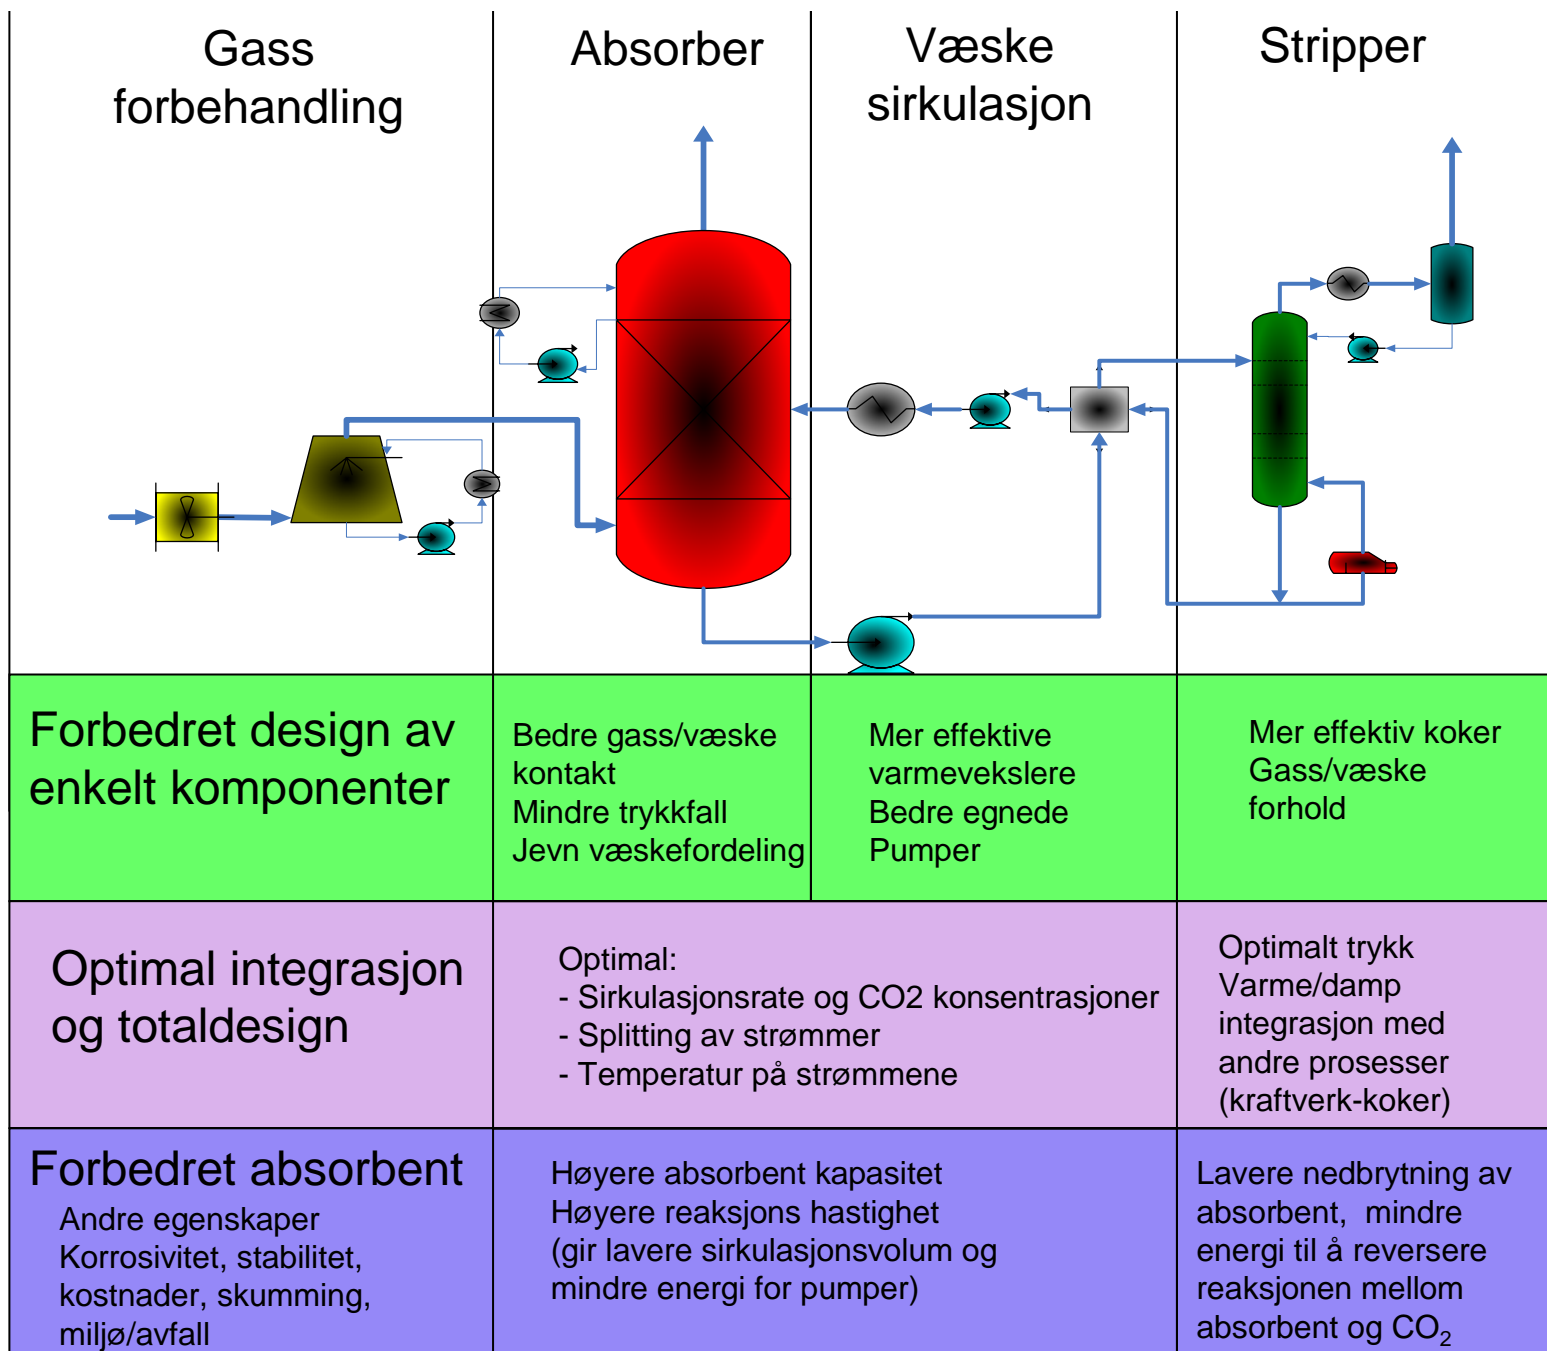 Gass
forbehandling
Absorber
Væske
sirkulasjon
Stripper
Forbedret design av
enkelt komponenter
Bedre gass/væske
kontakt
Mindre trykkfall
Jevn væskefordeling
Mer effektive
varmevekslere
Bedre egnede
Pumper
Mer effektiv koker
Gass/væske
forhold
Optimal integrasjon
og totaldesign
Optimal:
- Sirkulasjonsrate og CO2 konsentrasjoner
- Splitting av strømmer
- Temperatur på strømmene
Optimalt trykk
Varme/damp
integrasjon med
andre prosesser
(kraftverk-koker)
Forbedret absorbent
Andre egenskaper
Korrosivitet, stabilitet,
kostnader, skumming,
miljø/avfall
Høyere absorbent kapasitet
Høyere reaksjons hastighet
(gir lavere sirkulasjonsvolum og
mindre energi for pumper)
Lavere nedbrytning av
absorbent,  mindre
energi til å reversere
reaksjonen mellom
absorbent og CO₂